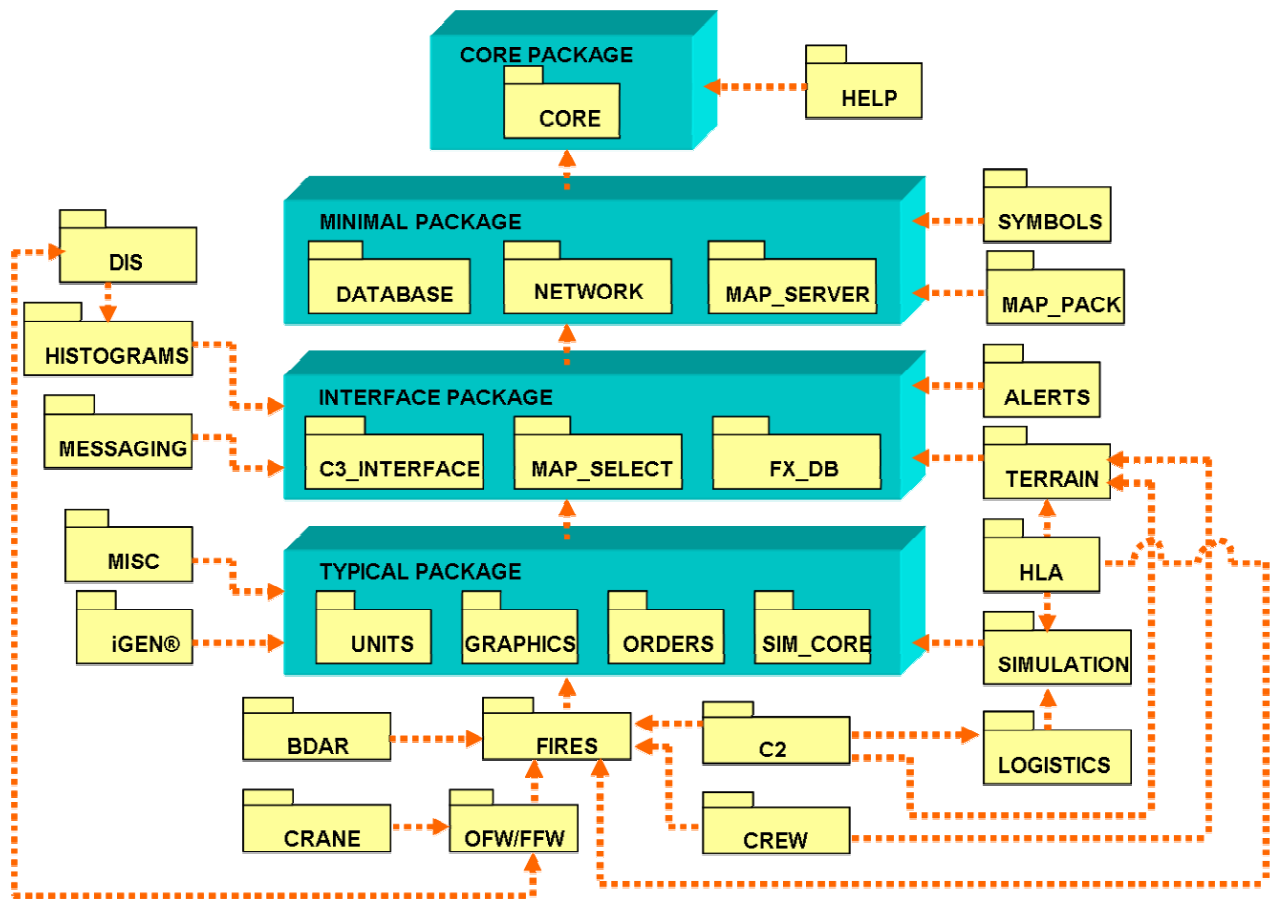 CORE PACKAGE
CORE
HELP
MINIMAL PACKAGE
DATABASE
NETWORK
MAP_SERVER
SYMBOLS
MAP_PACK
DIS
HISTOGRAMS
MESSAGING
INTERFACE PACKAGE
C3_INTERFACE
MAP_SELECT
FX_DB
ALERTS
TERRAIN
MISC
iGEN®
TYPICAL PACKAGE
UNITS
GRAPHICS
ORDERS
SIM_CORE
HLA
SIMULATION
BDAR
FIRES
C2
LOGISTICS
CRANE
OFW/FFW
CREW